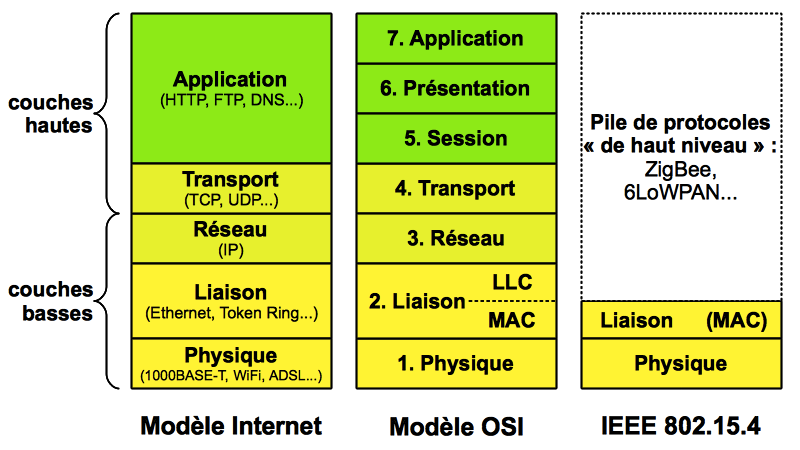 couches
hautes
couches
basses
Application
(HTTP, FTP, DNS...)
Transport
(TCP, UDP...)
Réseau
(IP)
Liaison
(Ethernet, Token Ring...)
Physique
(1000BASE-T, WiFi, ADSL...)
Modèle Internet
7. Application
6. Présentation
5. Session
4. Transport
3. Réseau
2. Liaison
LLC
MAC
1. Physique
Modèle OSI
Pile de protocoles
« de haut niveau » :
ZigBee,
6LoWPAN...
Liaison (MAC)
Physique
IEEE 802.15.4